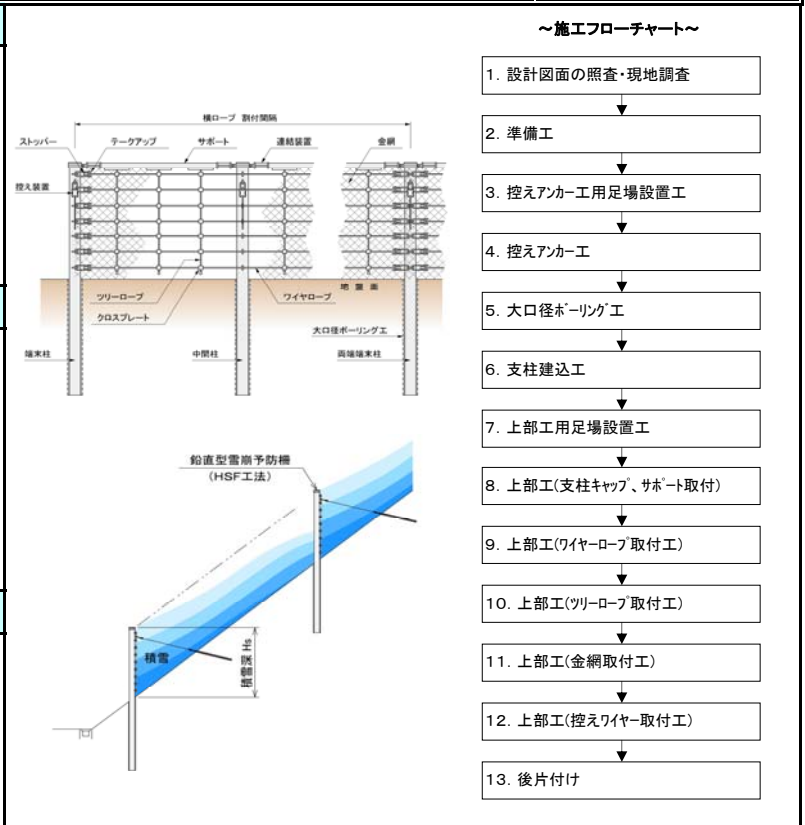 横ロープ 割付間隔
ストッパー
テークアップ
サポート
連結装置
金網
控え装置
地盤面
ツリーロープ
ワイヤロープ
クロスプレート
大口径ボーリング工
端末柱
中間柱
両端端末柱
鉛直型雪崩予防柵
(HSF工法)
積雪
積雪深 Hs
～施工フローチャート～
1. 設計図面の照査・現地調査
2. 準備工
3. 控えアンカー工用足場設置工
4. 控えアンカー工
5. 大口径ﾎﾞｰﾘﾝｸﾞ工
6. 支柱建込工
7. 上部工用足場設置工
8. 上部工(支柱ｷｬｯﾌﾟ、ｻﾎﾟｰﾄ取付)
9. 上部工(ﾜｲﾔｰﾛｰﾌﾟ取付工)
10. 上部工(ﾂﾘｰﾛｰﾌﾟ取付工)
11. 上部工(金網取付工)
12. 上部工(控えﾜｲﾔｰ取付工)
13. 後片付け